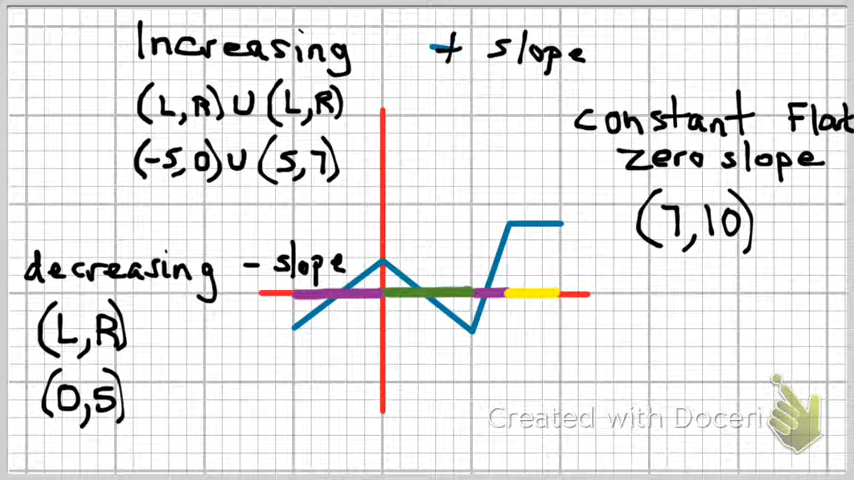 Increasing + slope
(L,R) U (L,R)
(-5,0) U (5,7)
constant Flat
zero slope
(7,10)
decreasing - slope
(L,R)
(0,5)
Created with Doceri